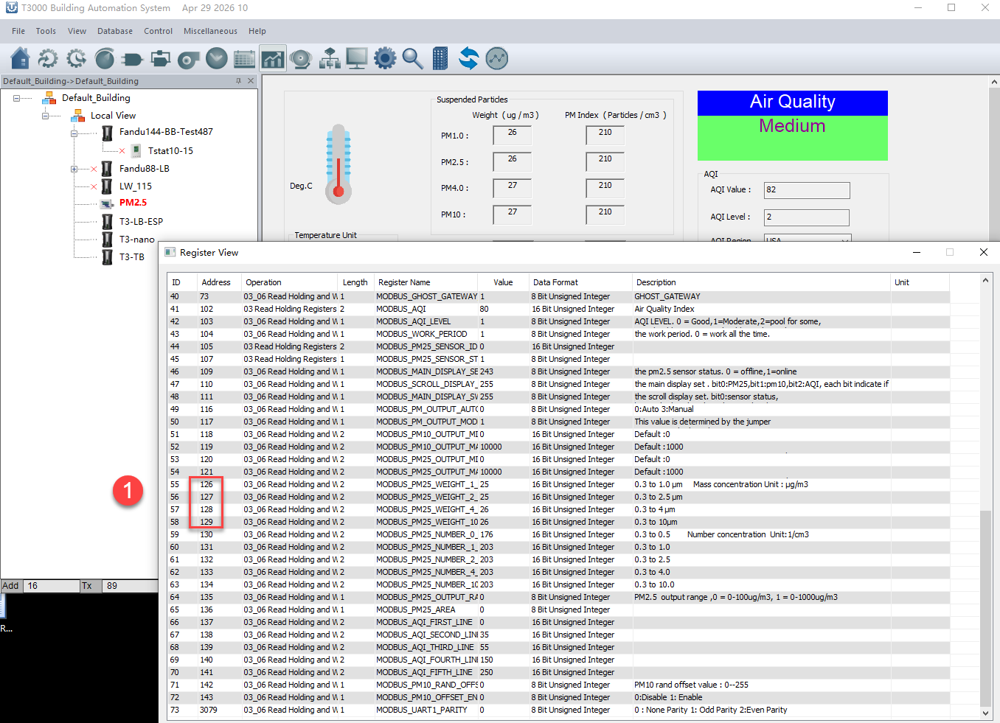 T3000 Building Automation System Apr 29 2026 10
File Tools View Database Control Miscellaneous Help
Default_Building->Default_Building
Default_Building
Local View
Fandu144-BB-Test487
Tstat10-15
Fandu88-LB
LW_115
PM2.5
T3-LB-ESP
T3-nano
T3-TB
Deg.C
Temperature Unit
Suspended Particles
Weight ( ug / m3 ) PM Index ( Particles / cm3 )
PM1.0 : 26 210
PM2.5 : 26 210
PM4.0 : 27 210
PM10 : 27 210
Air Quality
Medium
AQI
AQI Value : 82
AQI Level : 2
AQI Region USA
Register View
ID Address Operation Length Register Name Value Data Format Description Unit
40 73 03_06 Read Holding and W 1 MODBUS_GHOST_GATEWAY 1 8 Bit Unsigned Integer GHOST_GATEWAY
41 102 03 Read Holding Registers 2 MODBUS_AQI 80 16 Bit Unsigned Integer Air Quality Index
42 103 03_06 Read Holding and W 1 MODBUS_AQI_LEVEL 1 8 Bit Unsigned Integer AQI LEVEL. 0 = Good,1=Moderate,2=pool for some,
43 104 03_06 Read Holding and W 1 MODBUS_WORK_PERIOD 1 8 Bit Unsigned Integer the work period. 0 = work all the time.
44 105 03 Read Holding Registers 2 MODBUS_PM25_SENSOR_ID 0 16 Bit Unsigned Integer
45 107 03 Read Holding Registers 1 MODBUS_PM25_SENSOR_ST 1 8 Bit Unsigned Integer
46 109 03_06 Read Holding and W 1 MODBUS_MAIN_DISPLAY_SE 243 8 Bit Unsigned Integer the pm2.5 sensor status. 0 = offline,1=online
47 110 03_06 Read Holding and W 1 MODBUS_SCROLL_DISPLAY_ 255 8 Bit Unsigned Integer the main display set . bit0:PM25,bit1:pm10,bit2:AQI, each bit indicate if
48 111 03_06 Read Holding and W 1 MODBUS_MAIN_DISPLAY_SV 255 8 Bit Unsigned Integer the scroll display set. bit0:sensor status,
49 116 03_06 Read Holding and W 1 MODBUS_PM_OUTPUT_AUTO 0 8 Bit Unsigned Integer 0:Auto 3:Manual
50 117 03_06 Read Holding and W 1 MODBUS_PM_OUTPUT_MOD 1 8 Bit Unsigned Integer This value is determined by the jumper
51 118 03_06 Read Holding and W 2 MODBUS_PM10_OUTPUT_MI 0 16 Bit Unsigned Integer Default :0
52 119 03_06 Read Holding and W 2 MODBUS_PM10_OUTPUT_MA 10000 16 Bit Unsigned Integer Default :1000
53 120 03_06 Read Holding and W 2 MODBUS_PM25_OUTPUT_MI 0 16 Bit Unsigned Integer Default :0
54 121 03_06 Read Holding and W 2 MODBUS_PM25_OUTPUT_MA 10000 16 Bit Unsigned Integer Default :1000
1
55 126 03_06 Read Holding and W 2 MODBUS_PM25_WEIGHT_1_ 25 16 Bit Unsigned Integer 0.3 to 1.0 µm Mass concentration Unit : µg/m3
56 127 03_06 Read Holding and W 2 MODBUS_PM25_WEIGHT_2_ 25 16 Bit Unsigned Integer 0.3 to 2.5 µm
57 128 03_06 Read Holding and W 2 MODBUS_PM25_WEIGHT_4_ 26 16 Bit Unsigned Integer 0.3 to 4 µm
58 129 03_06 Read Holding and W 2 MODBUS_PM25_WEIGHT_10 26 16 Bit Unsigned Integer 0.3 to 10µm
59 130 03_06 Read Holding and W 2 MODBUS_PM25_NUMBER_0_ 176 16 Bit Unsigned Integer 0.3 to 0.5 Number concentration Unit:1/cm3
60 131 03_06 Read Holding and W 2 MODBUS_PM25_NUMBER_1_ 203 16 Bit Unsigned Integer 0.3 to 1.0
61 132 03_06 Read Holding and W 2 MODBUS_PM25_NUMBER_2_ 203 16 Bit Unsigned Integer 0.3 to 2.5
62 133 03_06 Read Holding and W 2 MODBUS_PM25_NUMBER_4_ 203 16 Bit Unsigned Integer 0.3 to 4.0
63 134 03_06 Read Holding and W 2 MODBUS_PM25_NUMBER_10 203 16 Bit Unsigned Integer 0.3 to 10.0
64 135 03_06 Read Holding and W 1 MODBUS_PM25_OUTPUT_RA 0 8 Bit Unsigned Integer PM2.5 output range ,0 = 0-100ug/m3, 1 = 0-1000ug/m3
65 136 03_06 Read Holding and W 1 MODBUS_PM25_AREA 0 8 Bit Unsigned Integer
66 137 03_06 Read Holding and W 2 MODBUS_AQI_FIRST_LINE 0 16 Bit Unsigned Integer
67 138 03_06 Read Holding and W 2 MODBUS_AQI_SECOND_LINE 35 16 Bit Unsigned Integer
68 139 03_06 Read Holding and W 2 MODBUS_AQI_THIRD_LINE 55 16 Bit Unsigned Integer
69 140 03_06 Read Holding and W 2 MODBUS_AQI_FOURTH_LINE 150 16 Bit Unsigned Integer
70 141 03_06 Read Holding and W 2 MODBUS_AQI_FIFTH_LINE 250 16 Bit Unsigned Integer
71 142 03_06 Read Holding and W 1 MODBUS_PM10_RAND_OFFS 0 8 Bit Unsigned Integer PM10 rand offset value : 0--255
72 143 03_06 Read Holding and W 1 MODBUS_PM10_OFFSET_EN 0 8 Bit Unsigned Integer 0:Disable 1: Enable
73 3079 03_06 Read Holding and W 1 MODBUS_UART1_PARITY 0 8 Bit Unsigned Integer 0 : None Parity 1: Odd Parity 2:Even Parity
Add 16 Tx 89
R...